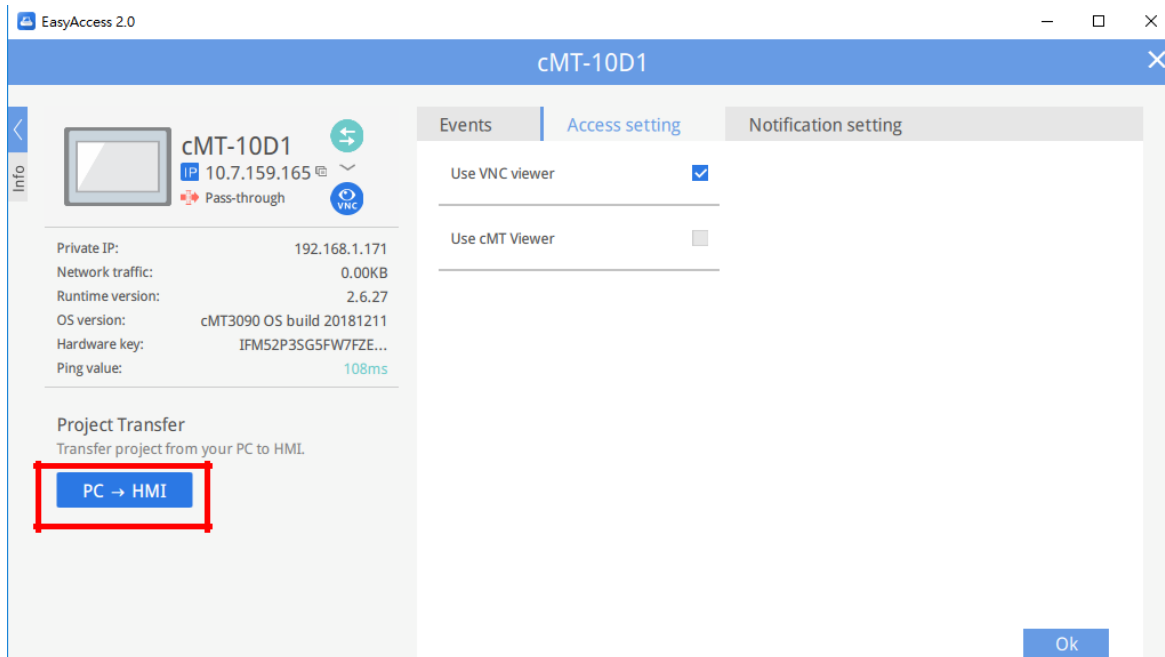 EasyAccess 2.0
cMT-10D1
Info
cMT-10D1
IP 10.7.159.165
Pass-through
VNC
Private IP: 192.168.1.171
Network traffic: 0.00KB
Runtime version: 2.6.27
OS version: cMT3090 OS build 20181211
Hardware key: IFM52P3SG5FW7FZE...
Ping value: 108ms
Project Transfer
Transfer project from your PC to HMI.
PC → HMI
Events Access setting Notification setting
Use VNC viewer
Use cMT Viewer
Ok